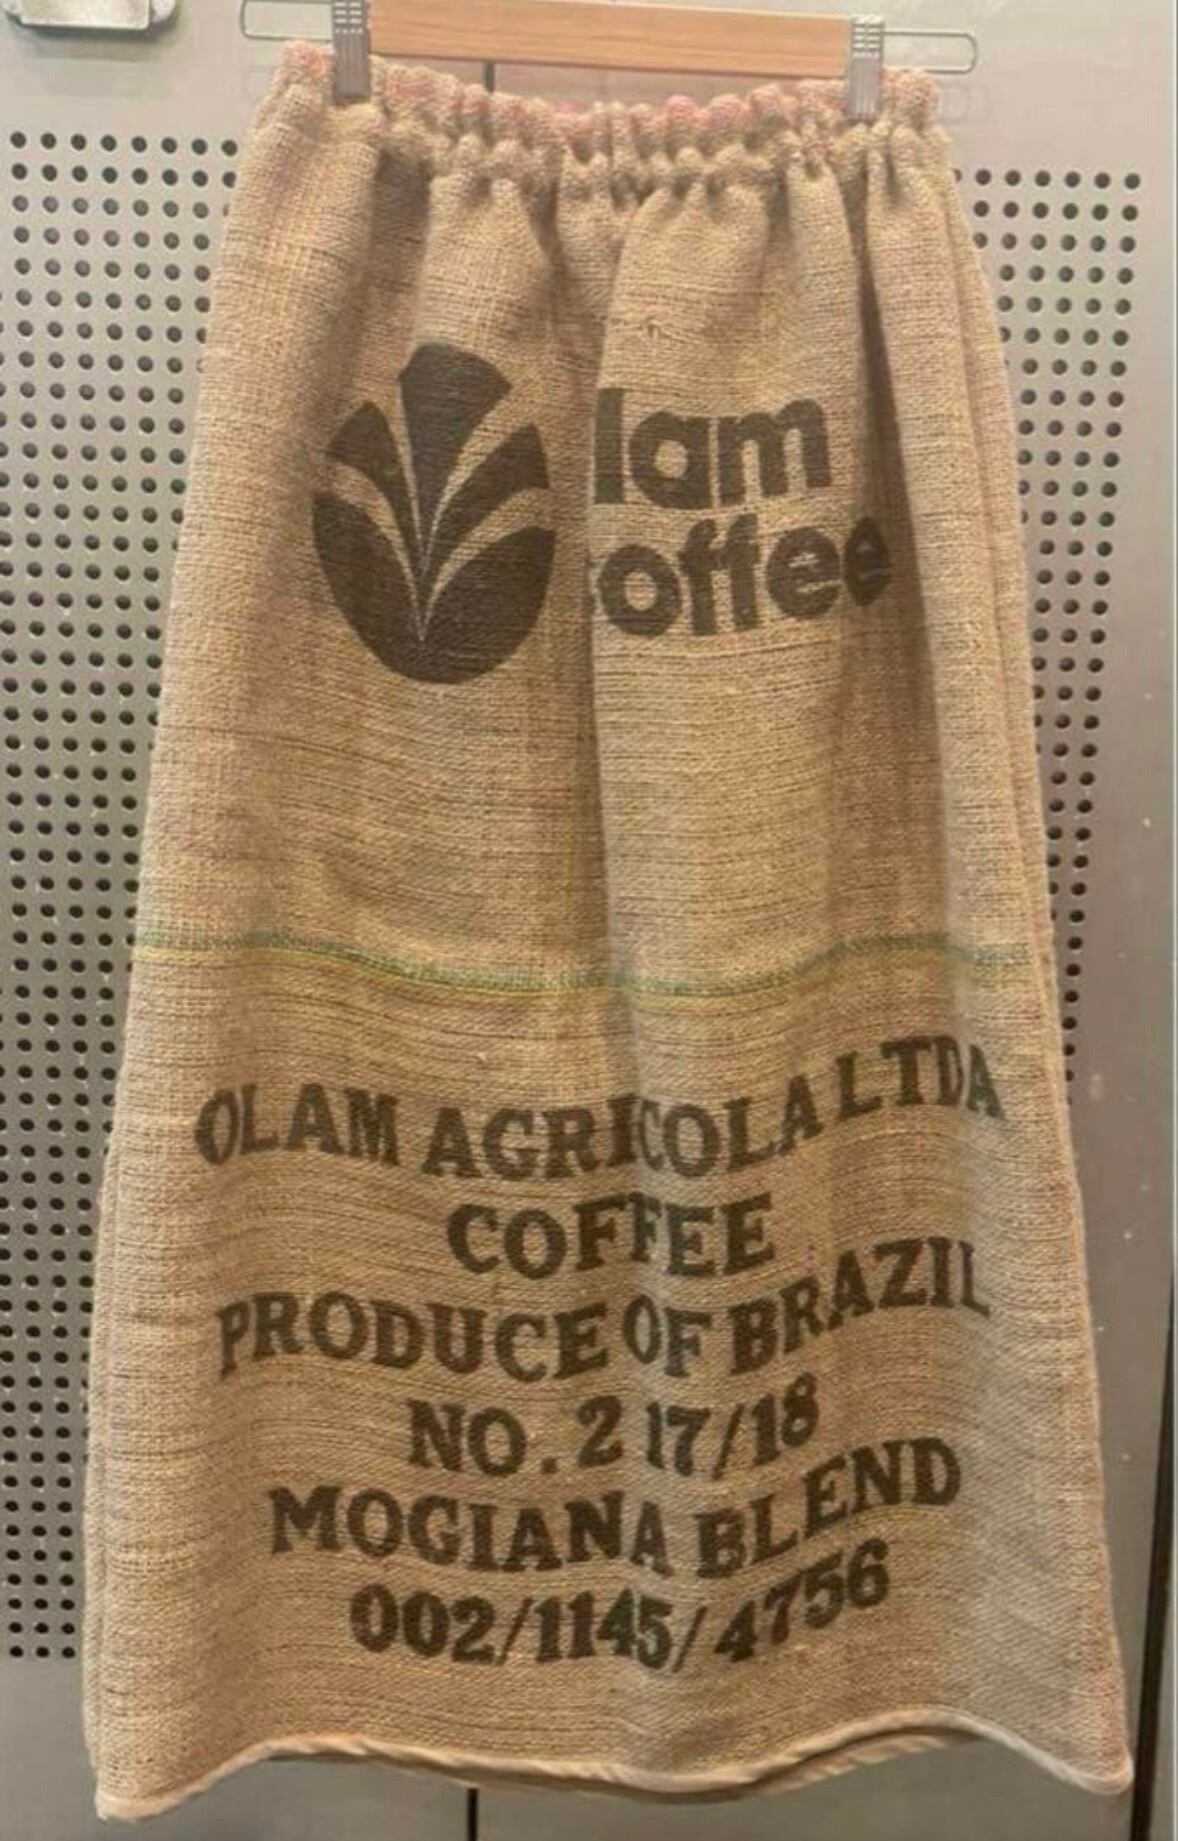 lam
offee
OLAM AGRICOLA LTDA
COFFEE
PRODUCE OF BRAZIL
NO. 2 17/18
MOGIANA BLEND
002/1145/4756